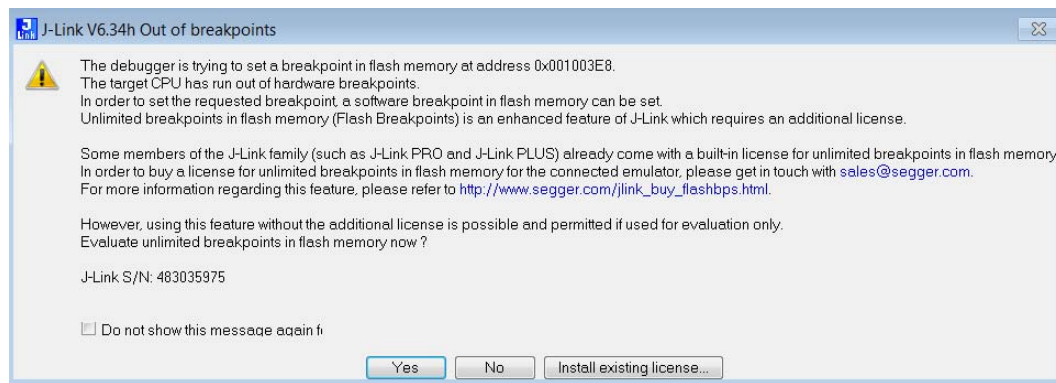 J-Link V6.34h Out of breakpoints
The debugger is trying to set a breakpoint in flash memory at address 0x001003E8.
The target CPU has run out of hardware breakpoints.
In order to set the requested breakpoint, a software breakpoint in flash memory can be set.
Unlimited breakpoints in flash memory (Flash Breakpoints) is an enhanced feature of J-Link which requires an additional license.
Some members of the J-Link family (such as J-Link PRO and J-Link PLUS) already come with a built-in license for unlimited breakpoints in flash memory
In order to buy a license for unlimited breakpoints in flash memory for the connected emulator, please get in touch with sales@segger.com.
For more information regarding this feature, please refer to http://www.segger.com/jlink_buy_flashbps.html.
However, using this feature without the additional license is possible and permitted if used for evaluation only.
Evaluate unlimited breakpoints in flash memory now ?
J-Link S/N: 483035975
Do not show this message again f
Yes No Install existing license...